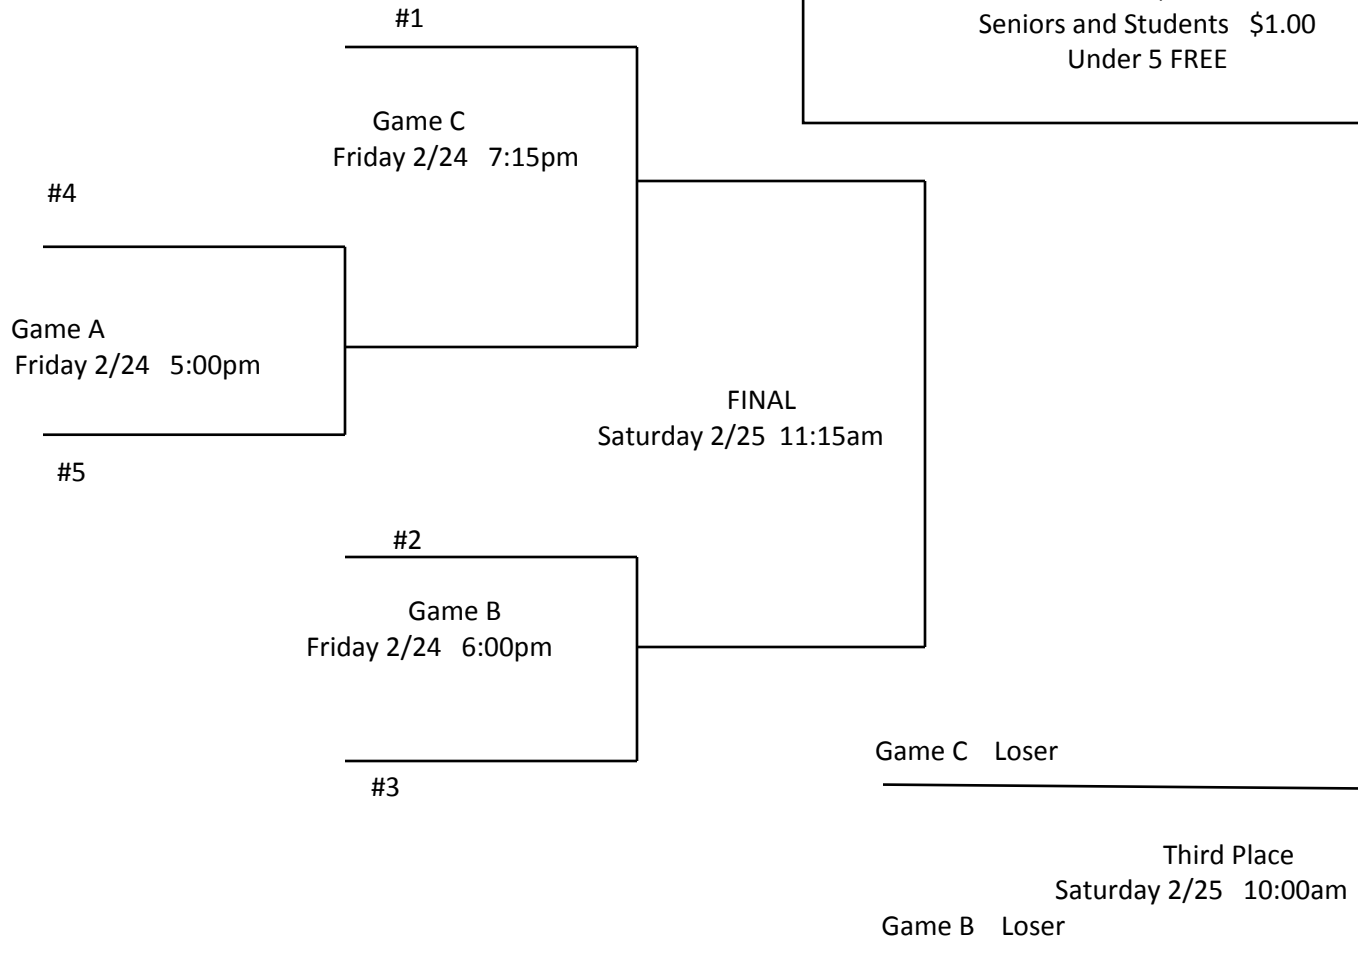 #1
Seniors and Students $1.00
Under 5 FREE
Game C
Friday 2/24 7:15pm
#4
Game A
Friday 2/24 5:00pm
FINAL
Saturday 2/25 11:15am
#5
#2
Game B
Friday 2/24 6:00pm
#3
Game C Loser
Third Place
Saturday 2/25 10:00am
Game B Loser